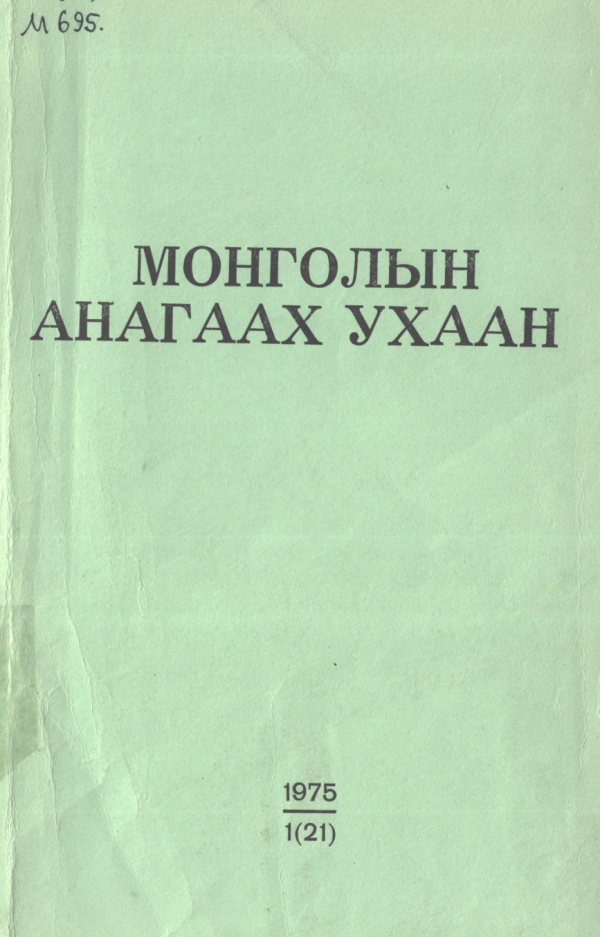 М 695.
МОНГОЛЫН
АНАГААХ УХААН
1975
1(21)